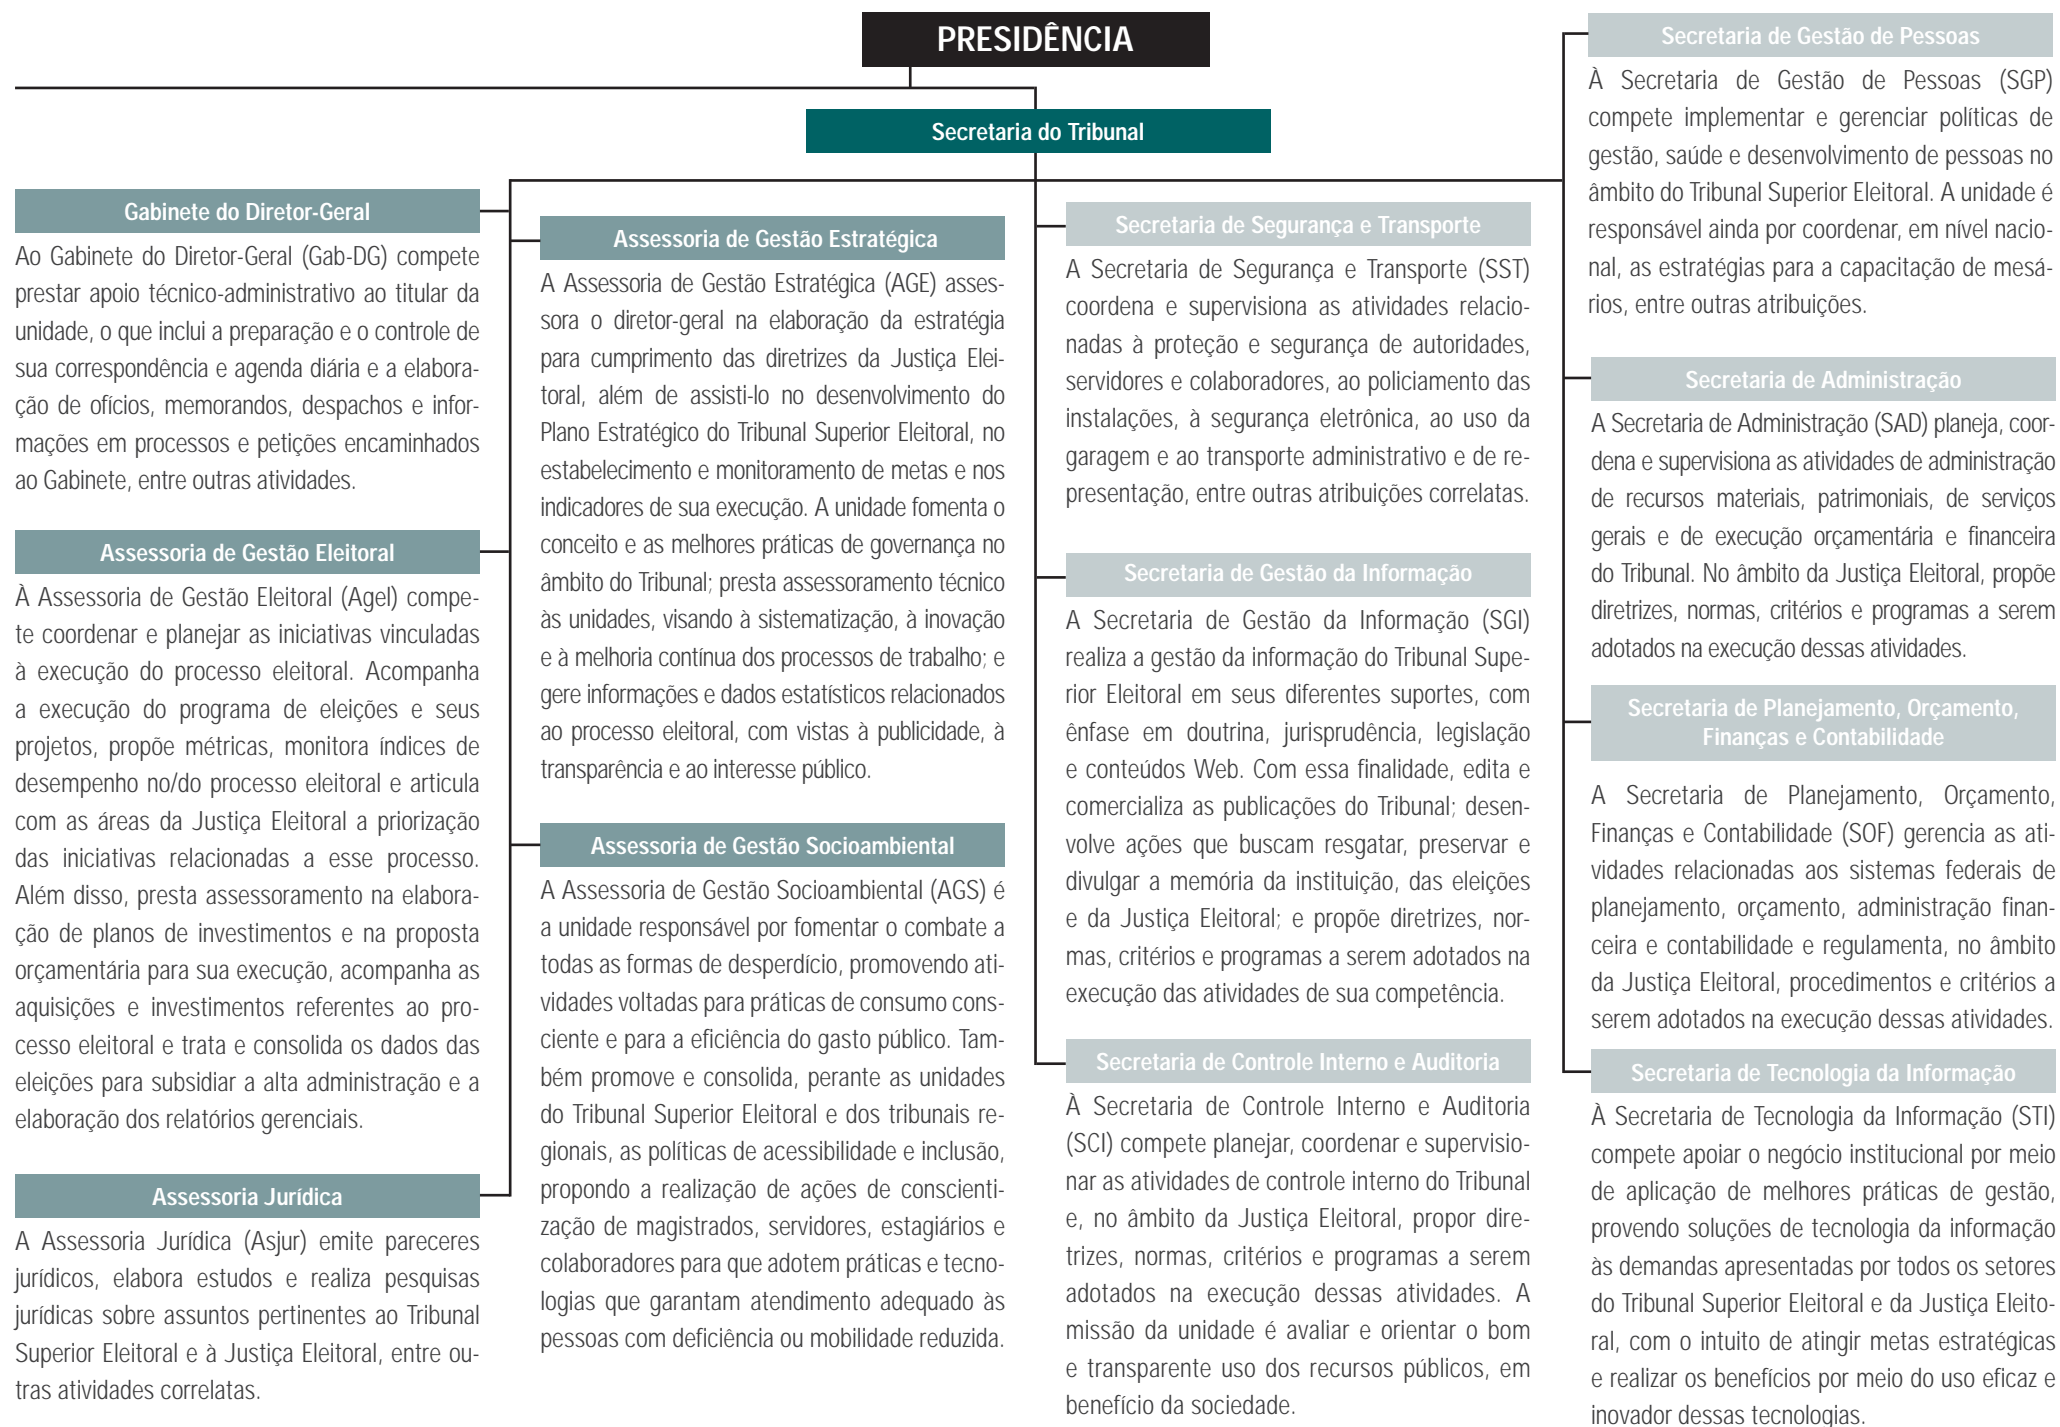 PRESIDÊNCIA
Secretaria do Tribunal
Gabinete do Diretor-Geral
Ao Gabinete do Diretor-Geral (Gab-DG) compete
prestar apoio técnico-administrativo ao titular da
unidade, o que inclui a preparação e o controle de
sua correspondência e agenda diária e a elabora-
ção de ofícios, memorandos, despachos e infor-
mações em processos e petições encaminhados
ao Gabinete, entre outras atividades.
Assessoria de Gestão Eleitoral
À Assessoria de Gestão Eleitoral (Agel) compe-
te coordenar e planejar as iniciativas vinculadas
à execução do processo eleitoral. Acompanha
a execução do programa de eleições e seus
projetos, propõe métricas, monitora índices de
desempenho no/do processo eleitoral e articula
com as áreas da Justiça Eleitoral a priorização
das iniciativas relacionadas a esse processo.
Além disso, presta assessoramento na elabora-
ção de planos de investimentos e na proposta
orçamentária para sua execução, acompanha as
aquisições e investimentos referentes ao pro-
cesso eleitoral e trata e consolida os dados das
eleições para subsidiar a alta administração e a
elaboração dos relatórios gerenciais.
Assessoria Jurídica
A Assessoria Jurídica (Asjur) emite pareceres
jurídicos, elabora estudos e realiza pesquisas
jurídicas sobre assuntos pertinentes ao Tribunal
Superior Eleitoral e à Justiça Eleitoral, entre ou-
tras atividades correlatas.
Assessoria de Gestão Estratégica
A Assessoria de Gestão Estratégica (AGE) asses-
sora o diretor-geral na elaboração da estratégia
para cumprimento das diretrizes da Justiça Elei-
toral, além de assisti-lo no desenvolvimento do
Plano Estratégico do Tribunal Superior Eleitoral, no
estabelecimento e monitoramento de metas e nos
indicadores de sua execução. A unidade fomenta o
conceito e as melhores práticas de governança no
âmbito do Tribunal; presta assessoramento técnico
às unidades, visando à sistematização, à inovação
e à melhoria contínua dos processos de trabalho; e
gere informações e dados estatísticos relacionados
ao processo eleitoral, com vistas à publicidade, à
transparência e ao interesse público.
Assessoria de Gestão Socioambiental
A Assessoria de Gestão Socioambiental (AGS) é
a unidade responsável por fomentar o combate a
todas as formas de desperdício, promovendo ati-
vidades voltadas para práticas de consumo cons-
ciente e para a eficiência do gasto público. Tam-
bém promove e consolida, perante as unidades
do Tribunal Superior Eleitoral e dos tribunais re-
gionais, as políticas de acessibilidade e inclusão,
propondo a realização de ações de conscienti-
zação de magistrados, servidores, estagiários e
colaboradores para que adotem práticas e tecno-
logias que garantam atendimento adequado às
pessoas com deficiência ou mobilidade reduzida.
Secretaria de Segurança e Transporte
A Secretaria de Segurança e Transporte (SST)
coordena e supervisiona as atividades relacio-
nadas à proteção e segurança de autoridades,
servidores e colaboradores, ao policiamento das
instalações, à segurança eletrônica, ao uso da
garagem e ao transporte administrativo e de re-
presentação, entre outras atribuições correlatas.
Secretaria de Gestão da Informação
A Secretaria de Gestão da Informação (SGI)
realiza a gestão da informação do Tribunal Supe-
rior Eleitoral em seus diferentes suportes, com
ênfase em doutrina, jurisprudência, legislação
e conteúdos Web. Com essa finalidade, edita e
comercializa as publicações do Tribunal; desen-
volve ações que buscam resgatar, preservar e
divulgar a memória da instituição, das eleições
e da Justiça Eleitoral; e propõe diretrizes, nor-
mas, critérios e programas a serem adotados na
execução das atividades de sua competência.
Secretaria de Controle Interno e Auditoria
À Secretaria de Controle Interno e Auditoria
(SCI) compete planejar, coordenar e supervisio-
nar as atividades de controle interno do Tribunal
e, no âmbito da Justiça Eleitoral, propor dire-
trizes, normas, critérios e programas a serem
adotados na execução dessas atividades. A
missão da unidade é avaliar e orientar o bom
e transparente uso dos recursos públicos, em
benefício da sociedade.
Secretaria de Gestão de Pessoas
À Secretaria de Gestão de Pessoas (SGP)
compete implementar e gerenciar políticas de
gestão, saúde e desenvolvimento de pessoas no
âmbito do Tribunal Superior Eleitoral. A unidade é
responsável ainda por coordenar, em nível nacio-
nal, as estratégias para a capacitação de mesá-
rios, entre outras atribuições.
Secretaria de Administração
A Secretaria de Administração (SAD) planeja, coor-
dena e supervisiona as atividades de administração
de recursos materiais, patrimoniais, de serviços
gerais e de execução orçamentária e financeira
do Tribunal. No âmbito da Justiça Eleitoral, propõe
diretrizes, normas, critérios e programas a serem
adotados na execução dessas atividades.
Secretaria de Planejamento, Orçamento,
Finanças e Contabilidade
A Secretaria de Planejamento, Orçamento,
Finanças e Contabilidade (SOF) gerencia as ati-
vidades relacionadas aos sistemas federais de
planejamento, orçamento, administração finan-
ceira e contabilidade e regulamenta, no âmbito
da Justiça Eleitoral, procedimentos e critérios a
serem adotados na execução dessas atividades.
Secretaria de Tecnologia da Informação
À Secretaria de Tecnologia da Informação (STI)
compete apoiar o negócio institucional por meio
de aplicação de melhores práticas de gestão,
provendo soluções de tecnologia da informação
às demandas apresentadas por todos os setores
do Tribunal Superior Eleitoral e da Justiça Eleito-
ral, com o intuito de atingir metas estratégicas
e realizar os benefícios por meio do uso eficaz e
inovador dessas tecnologias.